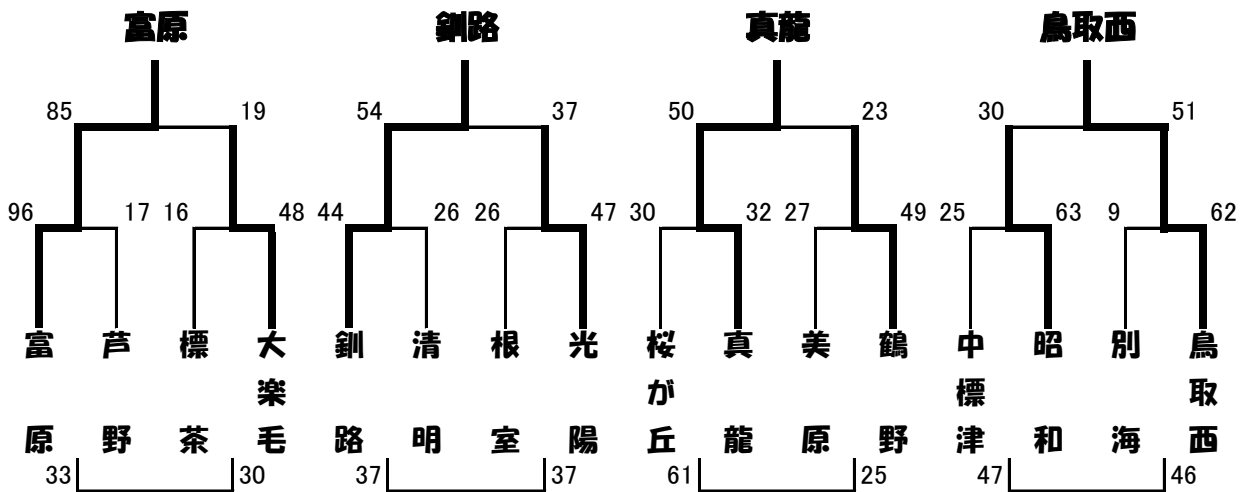 富原 釧路 真龍 鳥取西
85 19 54 37 50 23 30 51
96 17 16 48 44 26 26 47 30 32 27 49 25 63 9 62
富原
芦野
標茶
大楽毛
釧路
清明
根室
光陽
桜が丘
真龍
美原
鶴野
中標津
昭和
別海
鳥取西
33 30 37 37 61 25 47 46